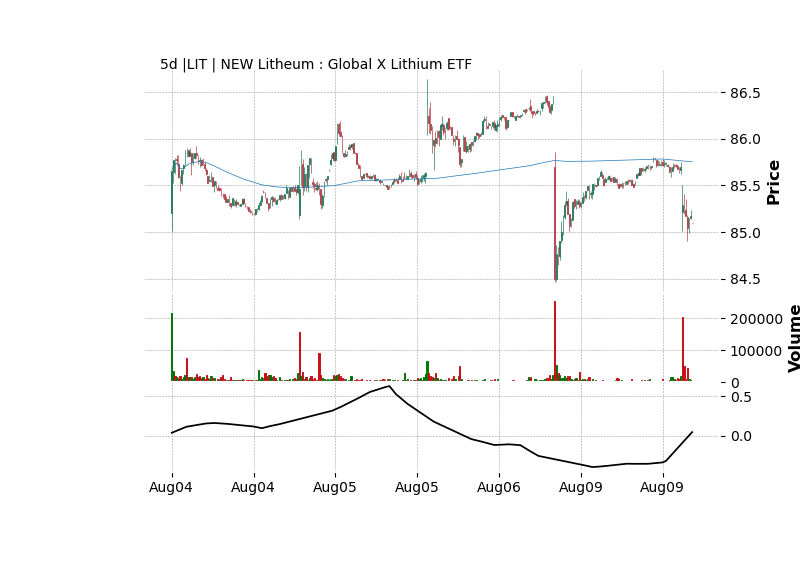 5d |LIT | NEW Litheum : Global X Lithium ETF
86.5
86.0
85.5
85.0
84.5
Price
200000
100000
0
Volume
0.5
0.0
Aug04 Aug04 Aug05 Aug05 Aug06 Aug09 Aug09